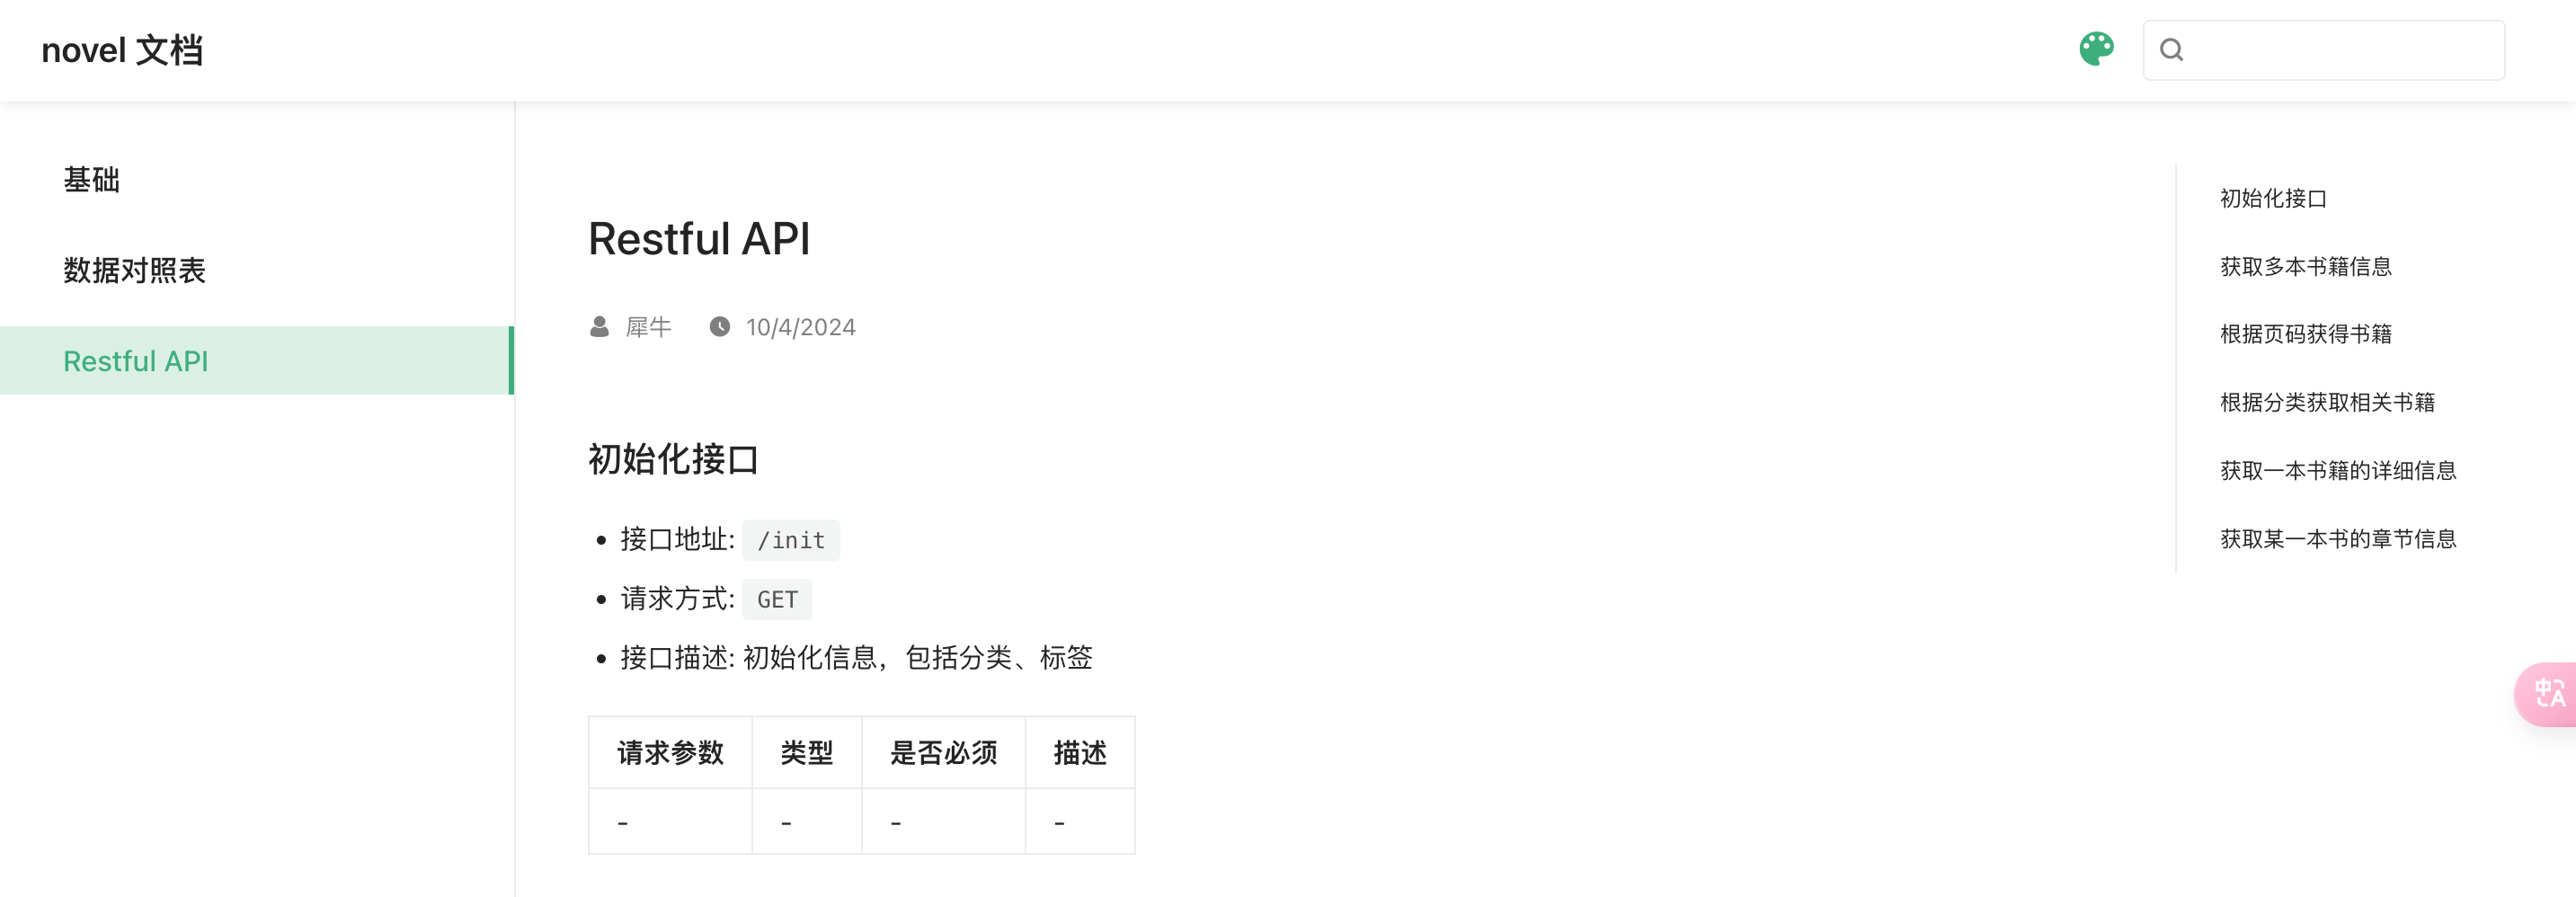 novel 文档
基础
数据对照表
Restful API
Restful API
犀牛 10/4/2024
初始化接口
接口地址: /init
请求方式: GET
接口描述: 初始化信息，包括分类、标签
请求参数 类型 是否必须 描述
- - - -
初始化接口
获取多本书籍信息
根据页码获得书籍
根据分类获取相关书籍
获取一本书籍的详细信息
获取某一本书的章节信息
中A